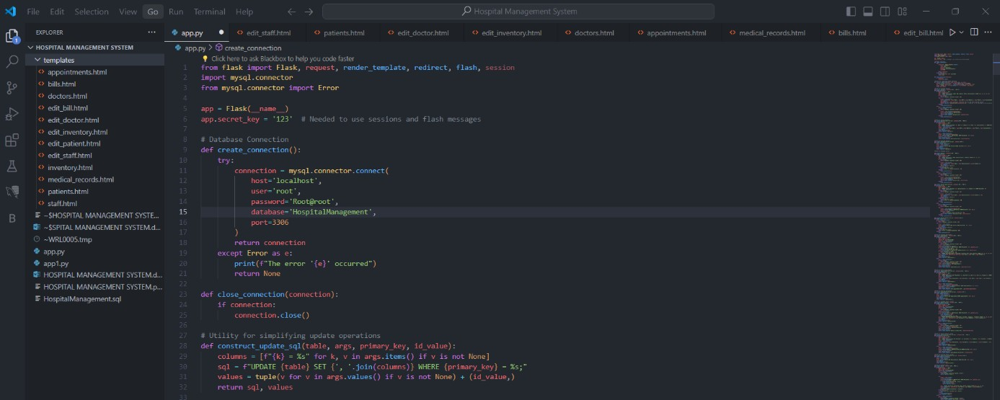 File Edit Selection View Go Run Terminal Help
Hospital Management System
EXPLORER
HOSPITAL MANAGEMENT SYSTEM
templates
appointments.html
bills.html
doctors.html
edit_bill.html
edit_doctor.html
edit_inventory.html
edit_patient.html
edit_staff.html
inventory.html
medical_records.html
patients.html
staff.html
~$HOSPITAL MANAGEMENT SYSTE...
~$SPITAL MANAGEMENT SYSTEM.d...
~WRL0005.tmp
app.py
app1.py
HOSPITAL MANAGEMENT SYSTEM.d...
HOSPITAL MANAGEMENT SYSTEM.p...
HospitalManagement.sql
1
B
app.py edit_staff.html patients.html edit_doctor.html edit_inventory.html doctors.html appointments.html medical_records.html bills.html edit_bill.html
app.py > create_connection
Click here to ask Blackbox to help you code faster
1 from flask import Flask, request, render_template, redirect, flash, session
2 import mysql.connector
3 from mysql.connector import Error
4
5 app = Flask(__name__)
6 app.secret_key = '123'  # Needed to use sessions and flash messages
7
8 # Database Connection
9 def create_connection():
10     try:
11         connection = mysql.connector.connect(
12             host='localhost',
13             user='root',
14             password='Root@root',
15             database='HospitalManagement',
16             port=3306
17         )
18         return connection
19     except Error as e:
20         print(f"The error '{e}' occurred")
21         return None
22
23 def close_connection(connection):
24     if connection:
25         connection.close()
26
27 # Utility for simplifying update operations
28 def construct_update_sql(table, args, primary_key, id_value):
29     columns = [f"{k} = %s" for k, v in args.items() if v is not None]
30     sql = f"UPDATE {table} SET {', '.join(columns)} WHERE {primary_key} = %s;"
31     values = tuple(v for v in args.values() if v is not None) + (id_value,)
32     return sql, values
33